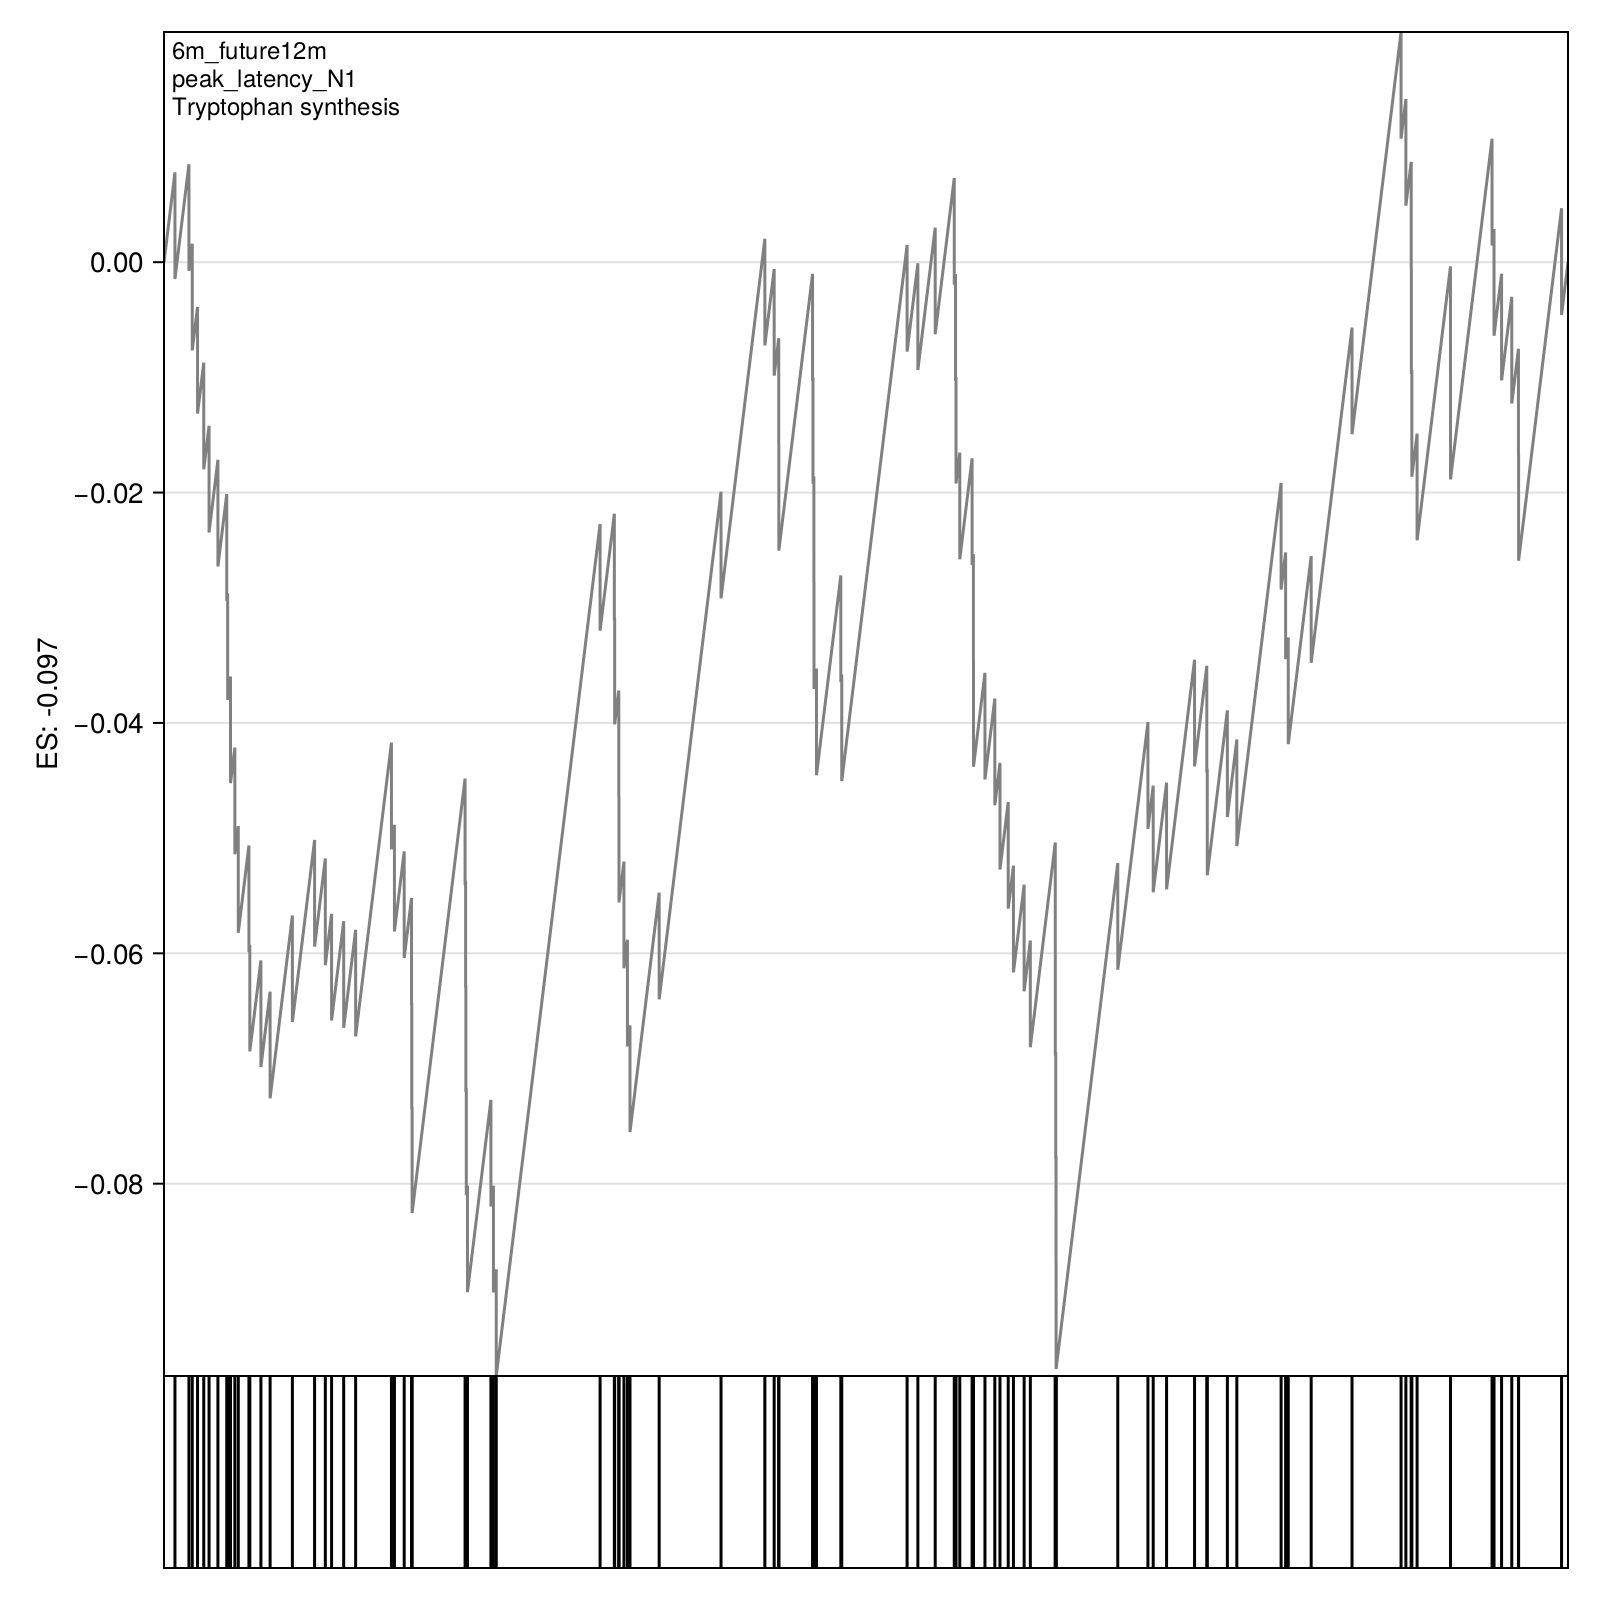 6m_future12m
peak_latency_N1
Tryptophan synthesis
0.00
−0.02
−0.04
−0.06
−0.08
ES: -0.097